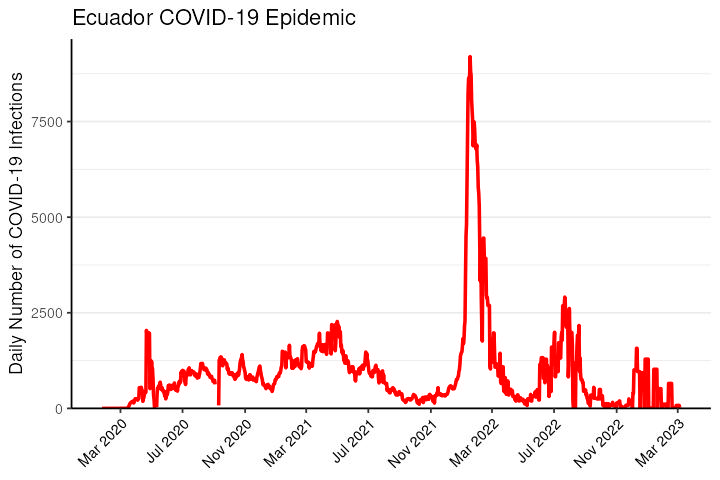 Ecuador COVID-19 Epidemic
Daily Number of COVID-19 Infections
7500
5000
2500
0
Mar 2020
Jul 2020
Nov 2020
Mar 2021
Jul 2021
Nov 2021
Mar 2022
Jul 2022
Nov 2022
Mar 2023